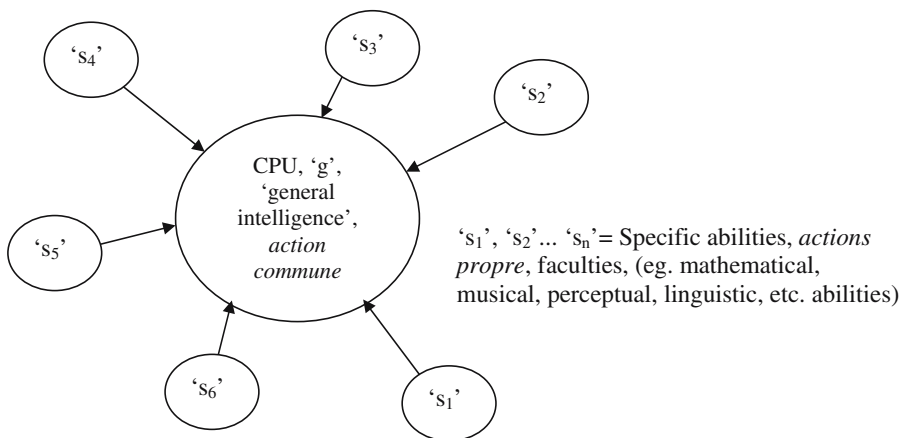 ‘s₄’
‘s₃’
‘s₂’
CPU, ‘g’,
‘general
intelligence’,
action
commune
‘s₅’
‘s₁’, ‘s₂’... ‘sₙ’= Specific abilities, actions
propre, faculties, (eg. mathematical,
musical, perceptual, linguistic, etc. abilities)
‘s₆’
‘s₁’